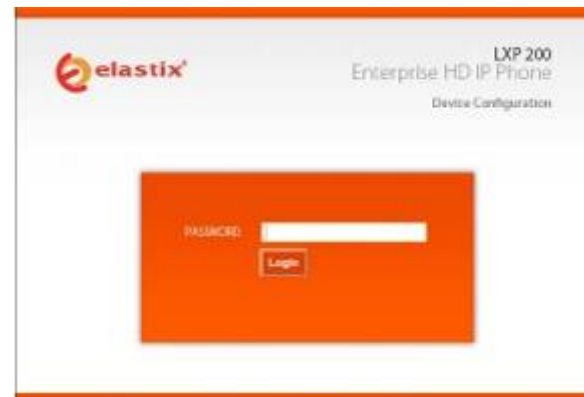 elastix
LXP 200
Enterprise HD IP Phone
Device Configuration
PASSWORD
Login